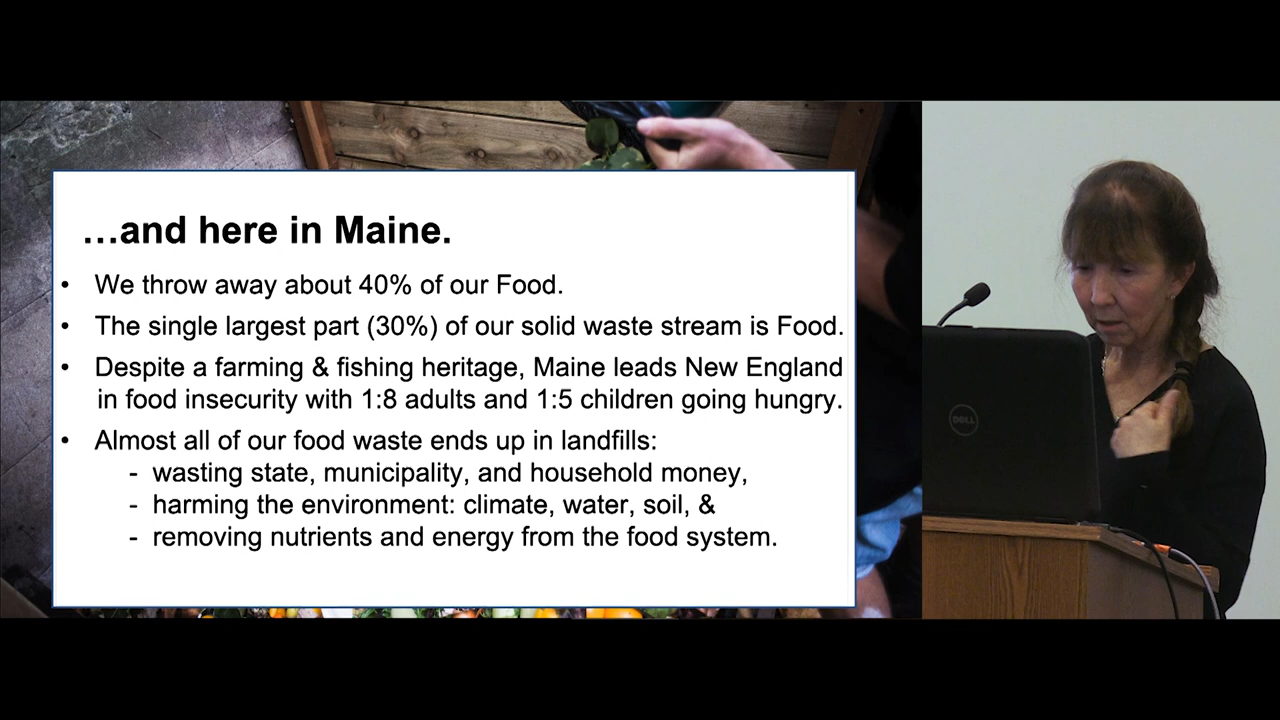 …and here in Maine.
• We throw away about 40% of our Food.
• The single largest part (30%) of our solid waste stream is Food.
• Despite a farming & fishing heritage, Maine leads New England
in food insecurity with 1:8 adults and 1:5 children going hungry.
• Almost all of our food waste ends up in landfills:
- wasting state, municipality, and household money,
- harming the environment: climate, water, soil, &
- removing nutrients and energy from the food system.
DELL